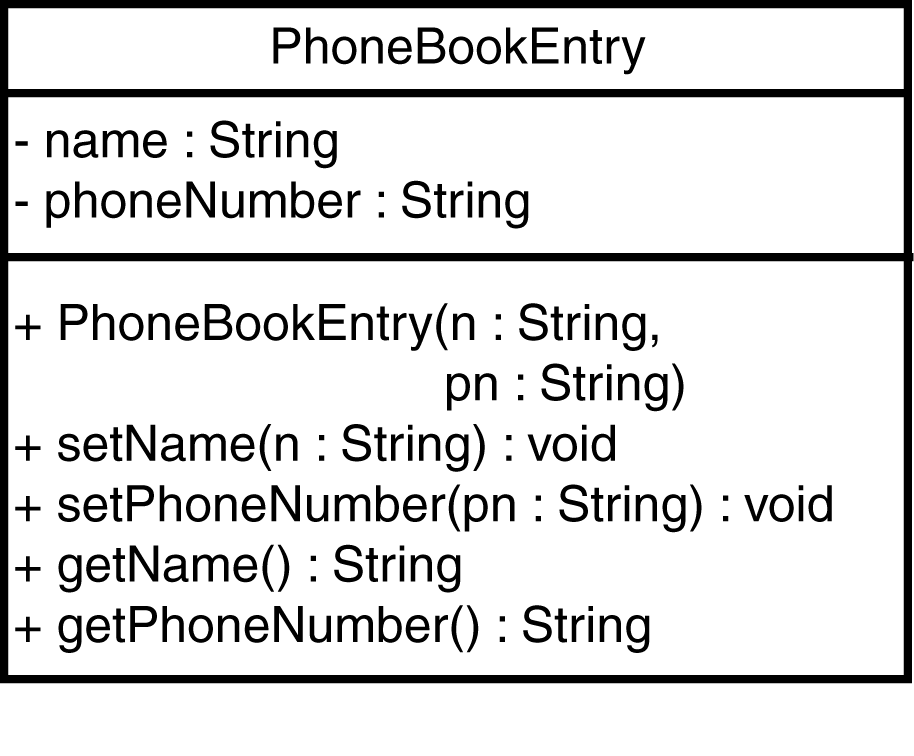 PhoneBookEntry
- name : String
- phoneNumber : String
+ PhoneBookEntry(n : String,
pn : String)
+ setName(n : String) : void
+ setPhoneNumber(pn : String) : void
+ getName() : String
+ getPhoneNumber() : String